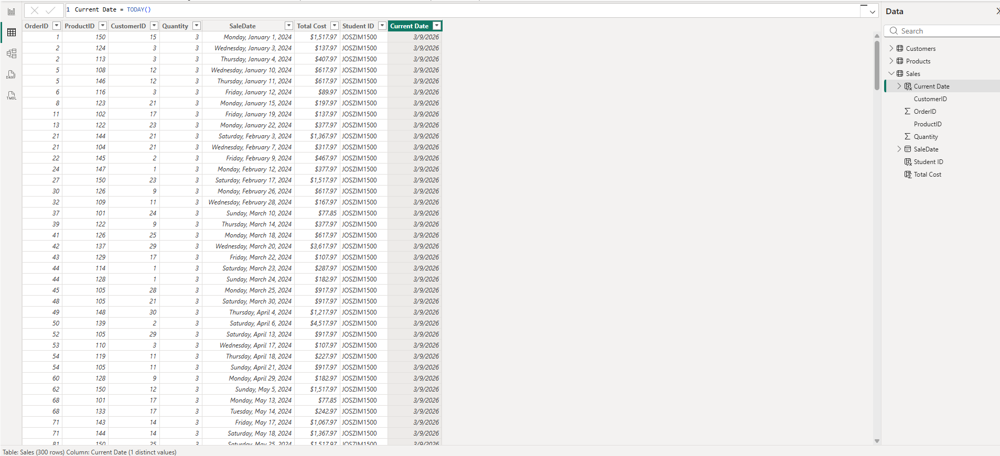 1 Current Date = TODAY()
Data
Search
OrderID ProductID CustomerID Quantity SaleDate Total Cost Student ID Current Date
1 150 15 3 Monday, January 1, 2024 $1,517.97 JOSZIM1500 3/9/2026
2 124 3 3 Wednesday, January 3, 2024 $137.97 JOSZIM1500 3/9/2026
2 113 3 3 Thursday, January 4, 2024 $407.97 JOSZIM1500 3/9/2026
5 108 12 3 Wednesday, January 10, 2024 $617.97 JOSZIM1500 3/9/2026
5 146 12 3 Thursday, January 11, 2024 $617.97 JOSZIM1500 3/9/2026
6 116 3 3 Friday, January 12, 2024 $89.97 JOSZIM1500 3/9/2026
8 123 21 3 Monday, January 15, 2024 $197.97 JOSZIM1500 3/9/2026
11 102 17 3 Friday, January 19, 2024 $137.97 JOSZIM1500 3/9/2026
13 122 23 3 Monday, January 22, 2024 $377.97 JOSZIM1500 3/9/2026
21 144 21 3 Saturday, February 3, 2024 $1,367.97 JOSZIM1500 3/9/2026
21 104 21 3 Wednesday, February 7, 2024 $317.97 JOSZIM1500 3/9/2026
22 145 2 3 Friday, February 9, 2024 $467.97 JOSZIM1500 3/9/2026
24 147 1 3 Monday, February 12, 2024 $377.97 JOSZIM1500 3/9/2026
27 150 23 3 Saturday, February 17, 2024 $1,517.97 JOSZIM1500 3/9/2026
30 126 9 3 Monday, February 26, 2024 $617.97 JOSZIM1500 3/9/2026
32 109 11 3 Wednesday, February 28, 2024 $167.97 JOSZIM1500 3/9/2026
37 101 24 3 Sunday, March 10, 2024 $77.85 JOSZIM1500 3/9/2026
39 122 9 3 Thursday, March 14, 2024 $377.97 JOSZIM1500 3/9/2026
41 126 25 3 Monday, March 18, 2024 $617.97 JOSZIM1500 3/9/2026
42 137 29 3 Wednesday, March 20, 2024 $3,617.97 JOSZIM1500 3/9/2026
43 129 17 3 Friday, March 22, 2024 $107.97 JOSZIM1500 3/9/2026
44 114 1 3 Saturday, March 23, 2024 $287.97 JOSZIM1500 3/9/2026
44 128 1 3 Sunday, March 24, 2024 $182.97 JOSZIM1500 3/9/2026
45 105 28 3 Monday, March 25, 2024 $917.97 JOSZIM1500 3/9/2026
48 105 21 3 Saturday, March 30, 2024 $917.97 JOSZIM1500 3/9/2026
49 148 30 3 Thursday, April 4, 2024 $1,217.97 JOSZIM1500 3/9/2026
50 139 2 3 Saturday, April 6, 2024 $4,517.97 JOSZIM1500 3/9/2026
52 105 29 3 Saturday, April 13, 2024 $917.97 JOSZIM1500 3/9/2026
53 110 3 3 Wednesday, April 17, 2024 $107.97 JOSZIM1500 3/9/2026
54 119 11 3 Thursday, April 18, 2024 $227.97 JOSZIM1500 3/9/2026
54 105 11 3 Sunday, April 21, 2024 $917.97 JOSZIM1500 3/9/2026
60 128 9 3 Monday, April 29, 2024 $182.97 JOSZIM1500 3/9/2026
62 150 12 3 Sunday, May 5, 2024 $1,517.97 JOSZIM1500 3/9/2026
68 101 17 3 Monday, May 13, 2024 $77.85 JOSZIM1500 3/9/2026
68 133 17 3 Tuesday, May 14, 2024 $242.97 JOSZIM1500 3/9/2026
71 143 14 3 Friday, May 17, 2024 $1,067.97 JOSZIM1500 3/9/2026
71 144 14 3 Saturday, May 18, 2024 $1,367.97 JOSZIM1500 3/9/2026
81 150 25 3 Saturday, May 25, 2024 $1,517.97 JOSZIM1500 3/9/2026
Customers
Products
Sales
Current Date
CustomerID
OrderID
ProductID
Quantity
SaleDate
Student ID
Total Cost
DAX
TMDL
Table: Sales (300 rows) Column: Current Date (1 distinct values)